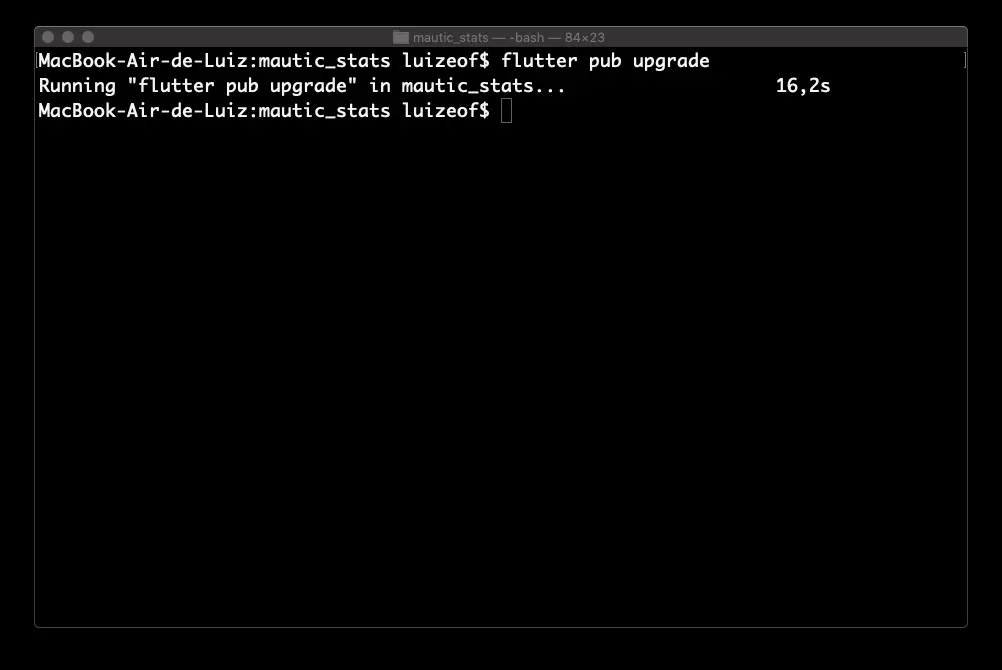 mautic_stats — -bash — 84×23
MacBook-Air-de-Luiz:mautic_stats luizeof$ flutter pub upgrade
Running "flutter pub upgrade" in mautic_stats... 16,2s
MacBook-Air-de-Luiz:mautic_stats luizeof$